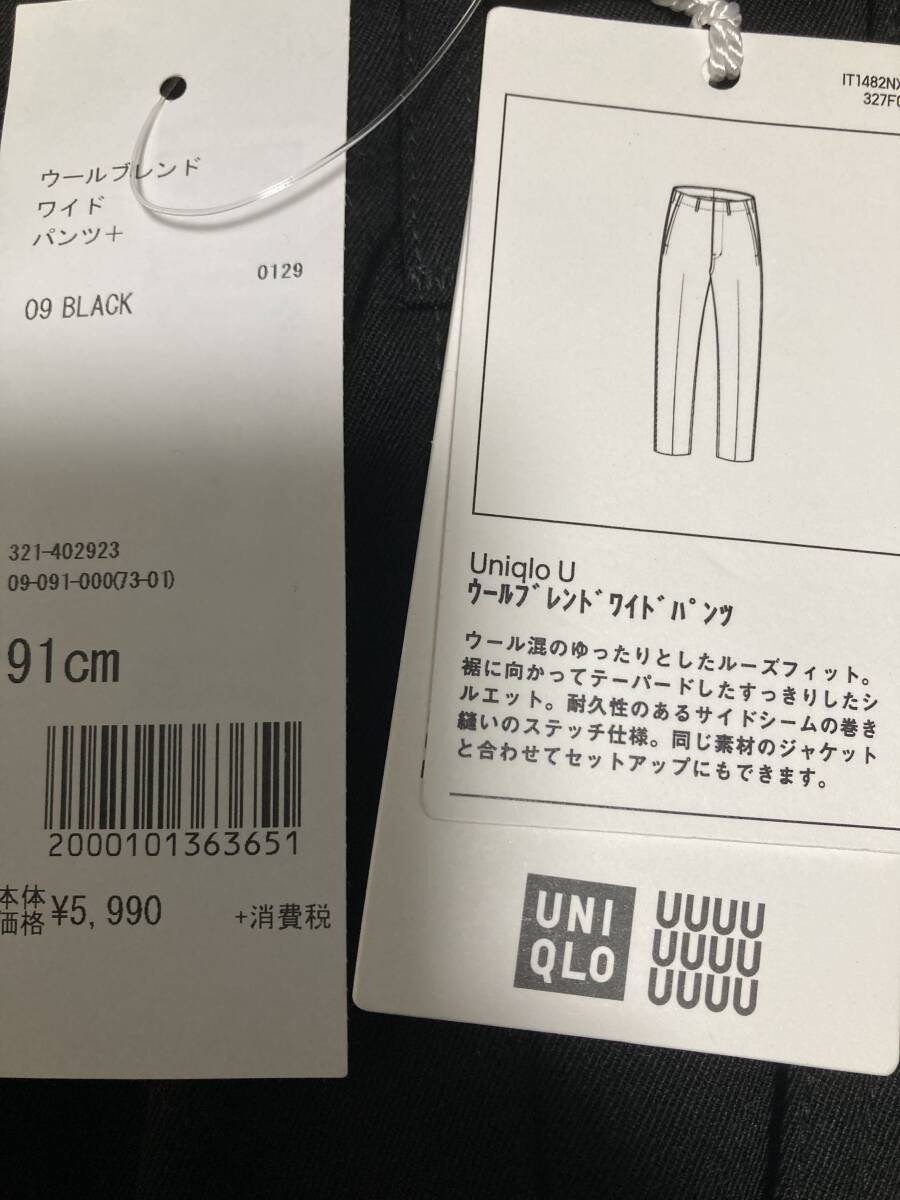 ウールブレンド
ワイド
パンツ+
0129
09 BLACK
321-402923
09-091-000(73-01)
91cm
2000101363651
本体
価格 ¥5,990 +消費税
IT1482NX
327FC
Uniqlo U
ｳｰﾙﾌﾞﾚﾝﾄﾞﾜｲﾄﾞﾊﾟﾝﾂ
ウール混のゆったりとしたルーズフィット。
裾に向かってテーパードしたすっきりしたシ
ルエット。耐久性のあるサイドシームの巻き
縫いのステッチ仕様。同じ素材のジャケット
と合わせてセットアップにもできます。
UNI
QLO
UUUU
UUUU
UUUU